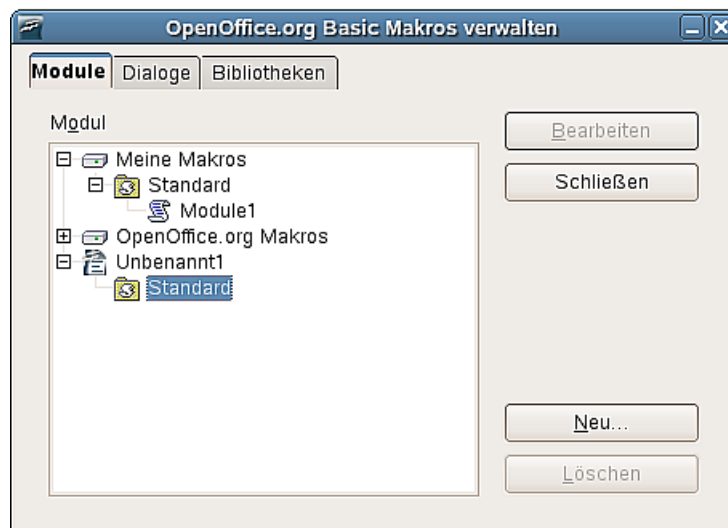 OpenOffice.org Basic Makros verwalten
Module Dialoge Bibliotheken
Modul
Bearbeiten
Meine Makros
Schließen
Standard
Module1
OpenOffice.org Makros
Unbenannt1
Standard
Neu...
Löschen